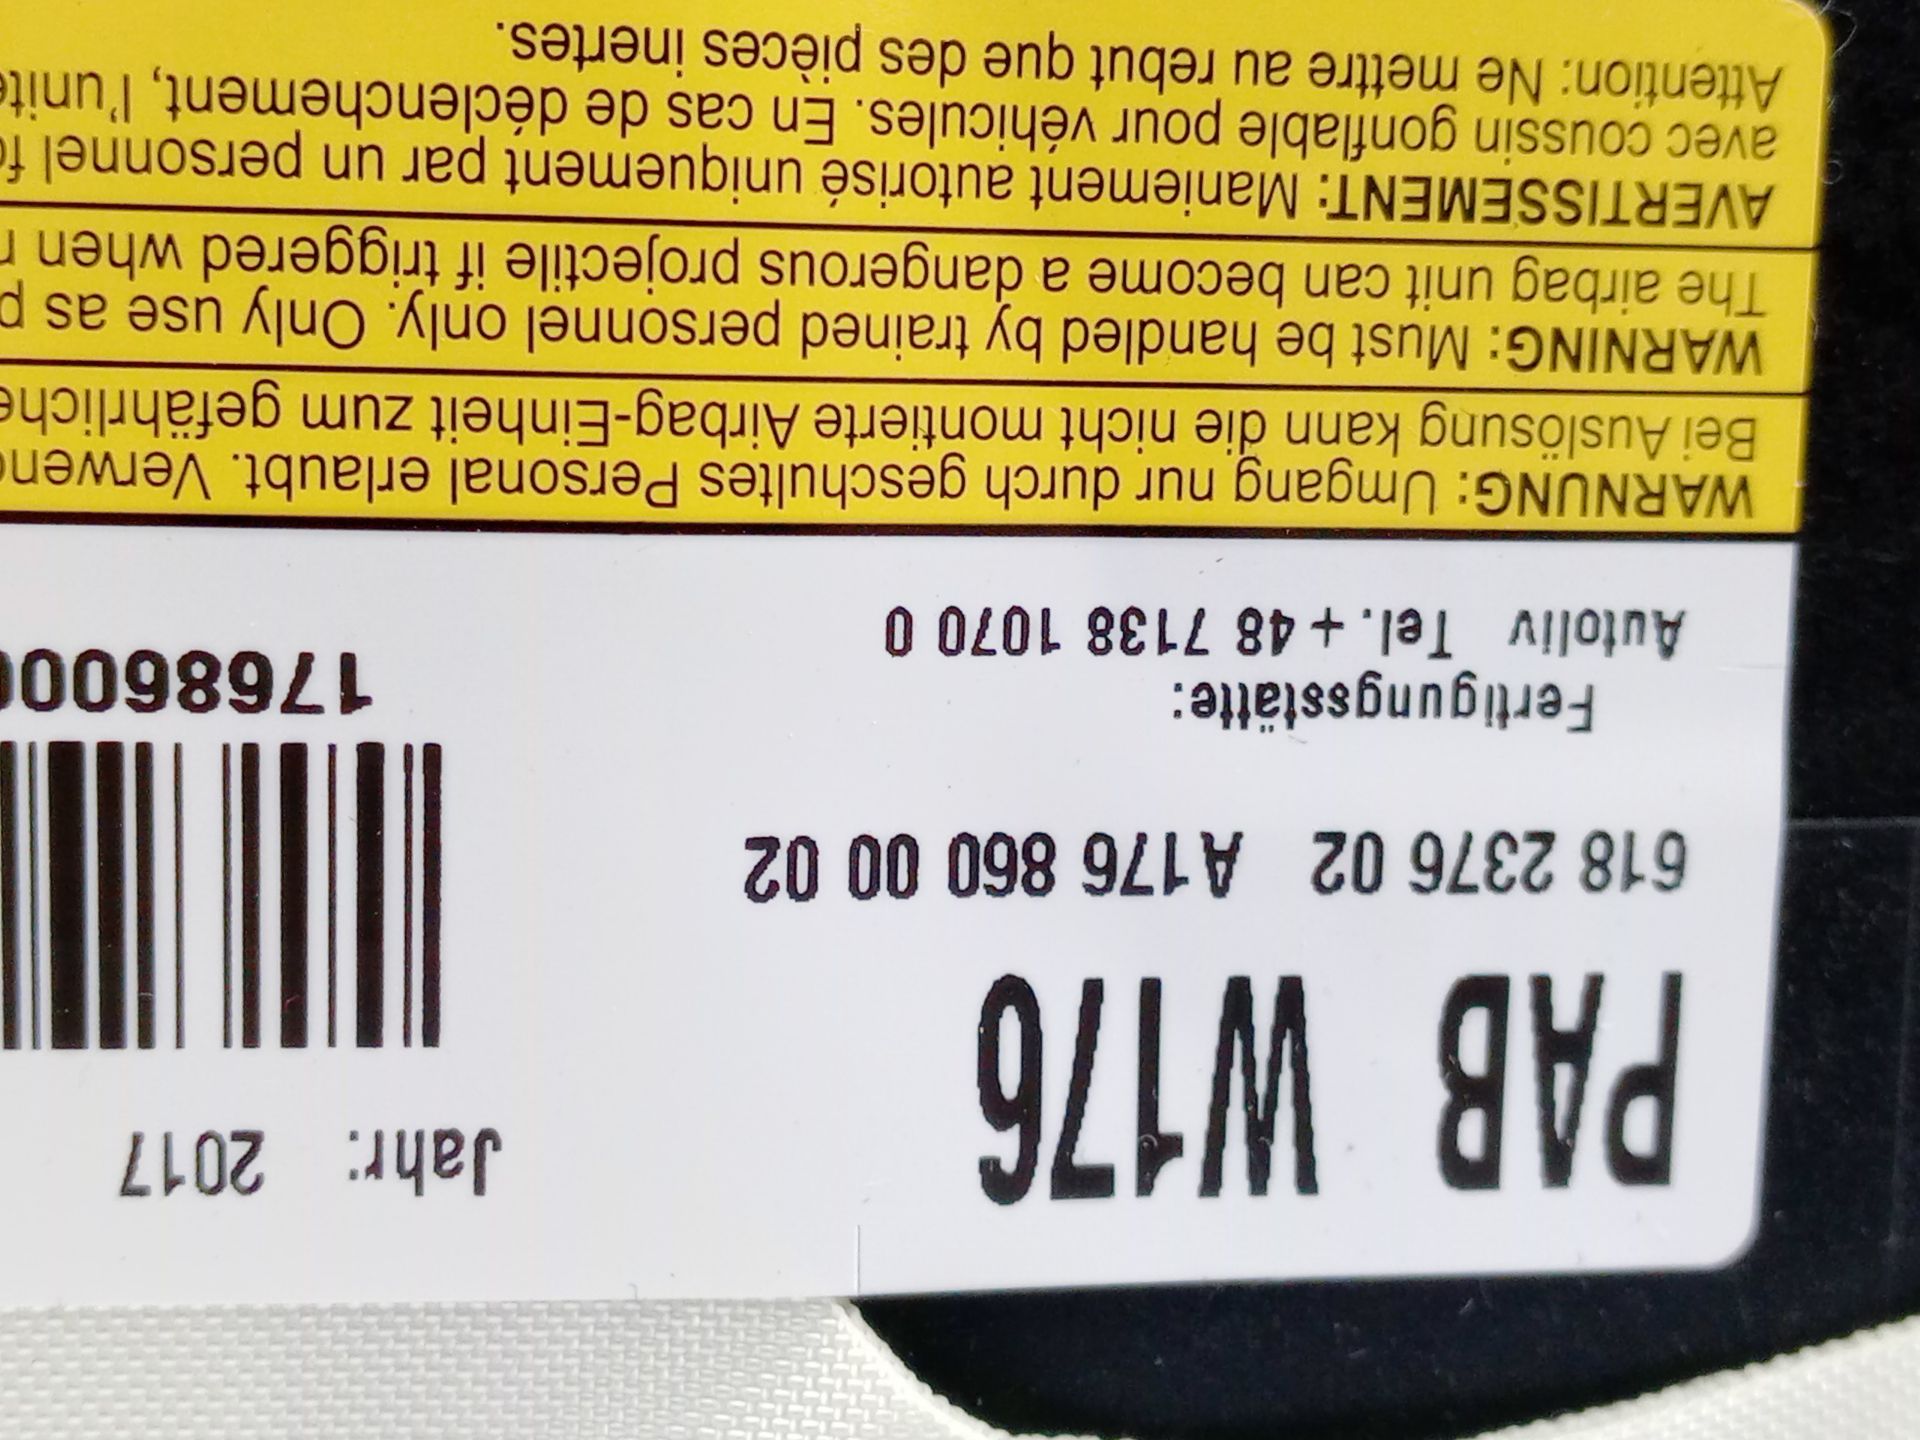 PAB W176
Jahr: 2017
618 2376 02 A176 860 00 02
Fertigungsstätte:
Autoliv Tel. + 48 7138 1070 0
1768600
WARNUNG: Umgang nur durch geschultes Personal erlaubt. Verwen
Bei Auslösung kann die nicht montierte Airbag-Einheit zum gefährliche
WARNING: Must be handled by trained personnel only. Only use as p
The airbag unit can become a dangerous projectile if triggered when
AVERTISSEMENT: Maniement autorisé uniquement par un personnel fo
avec coussin gonflable pour véhicules. En cas de déclenchement, l'unité
Attention: Ne mettre au rebut que des pièces inertes.